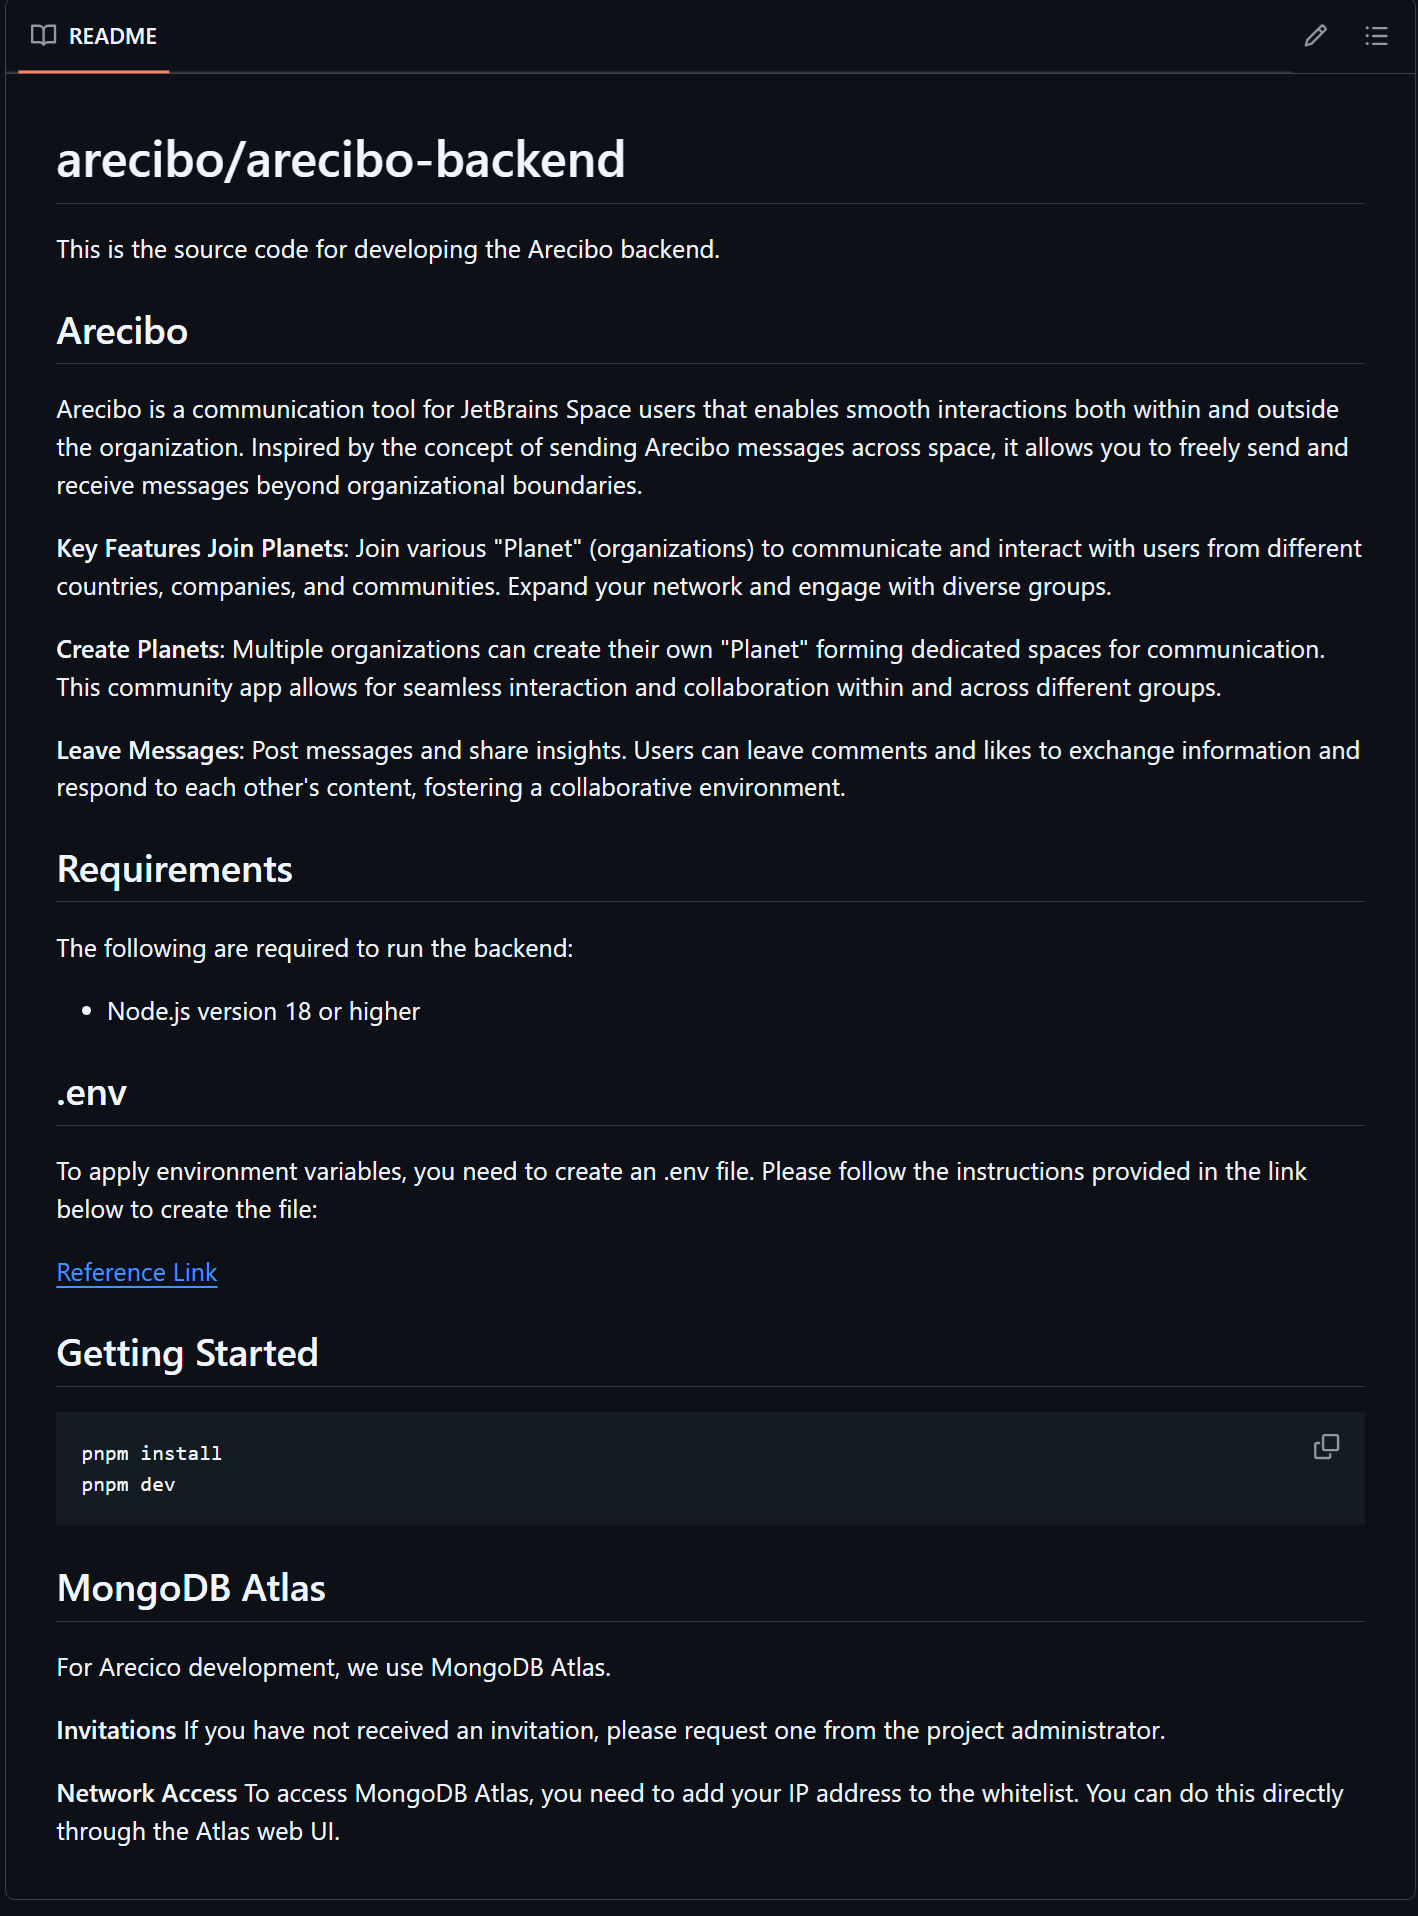 README
arecibo/arecibo-backend
This is the source code for developing the Arecibo backend.
Arecibo
Arecibo is a communication tool for JetBrains Space users that enables smooth interactions both within and outside
the organization. Inspired by the concept of sending Arecibo messages across space, it allows you to freely send and
receive messages beyond organizational boundaries.
Key Features Join Planets: Join various "Planet" (organizations) to communicate and interact with users from different
countries, companies, and communities. Expand your network and engage with diverse groups.
Create Planets: Multiple organizations can create their own "Planet" forming dedicated spaces for communication.
This community app allows for seamless interaction and collaboration within and across different groups.
Leave Messages: Post messages and share insights. Users can leave comments and likes to exchange information and
respond to each other's content, fostering a collaborative environment.
Requirements
The following are required to run the backend:
• Node.js version 18 or higher
.env
To apply environment variables, you need to create an .env file. Please follow the instructions provided in the link
below to create the file:
Reference Link
Getting Started
pnpm install
pnpm dev
MongoDB Atlas
For Arecico development, we use MongoDB Atlas.
Invitations If you have not received an invitation, please request one from the project administrator.
Network Access To access MongoDB Atlas, you need to add your IP address to the whitelist. You can do this directly
through the Atlas web UI.